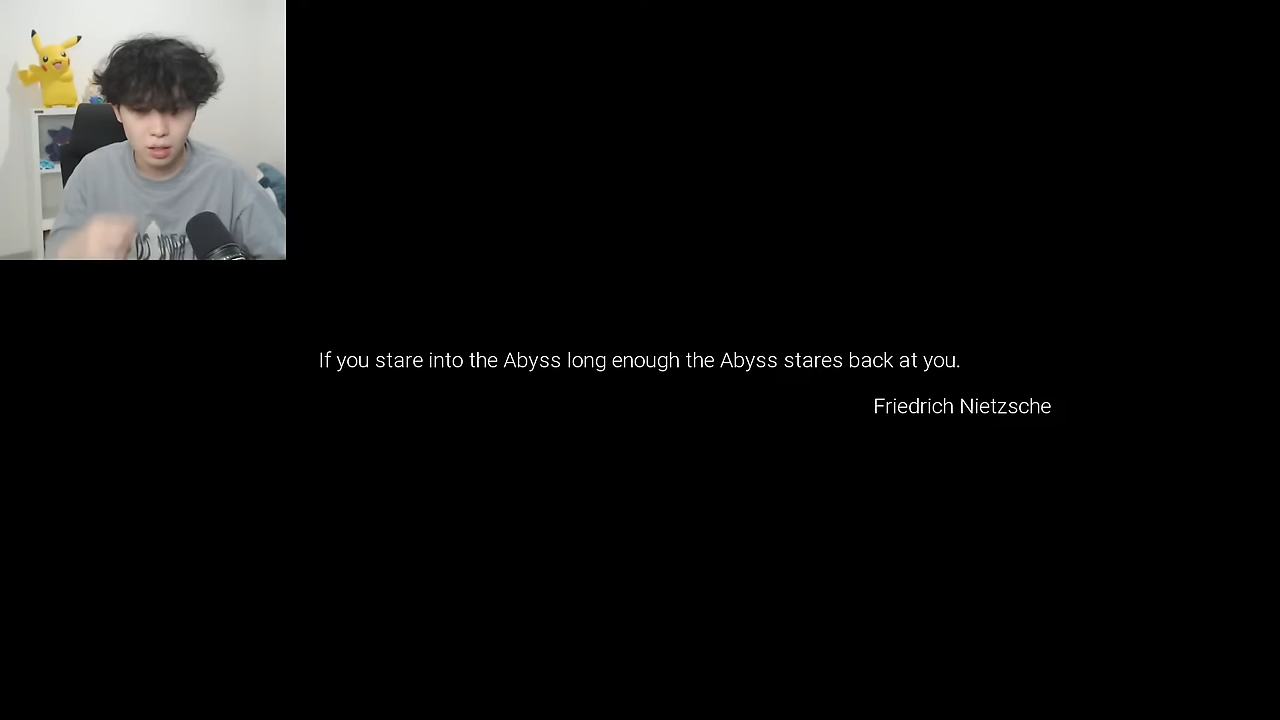 If you stare into the Abyss long enough the Abyss stares back at you.
Friedrich Nietzsche